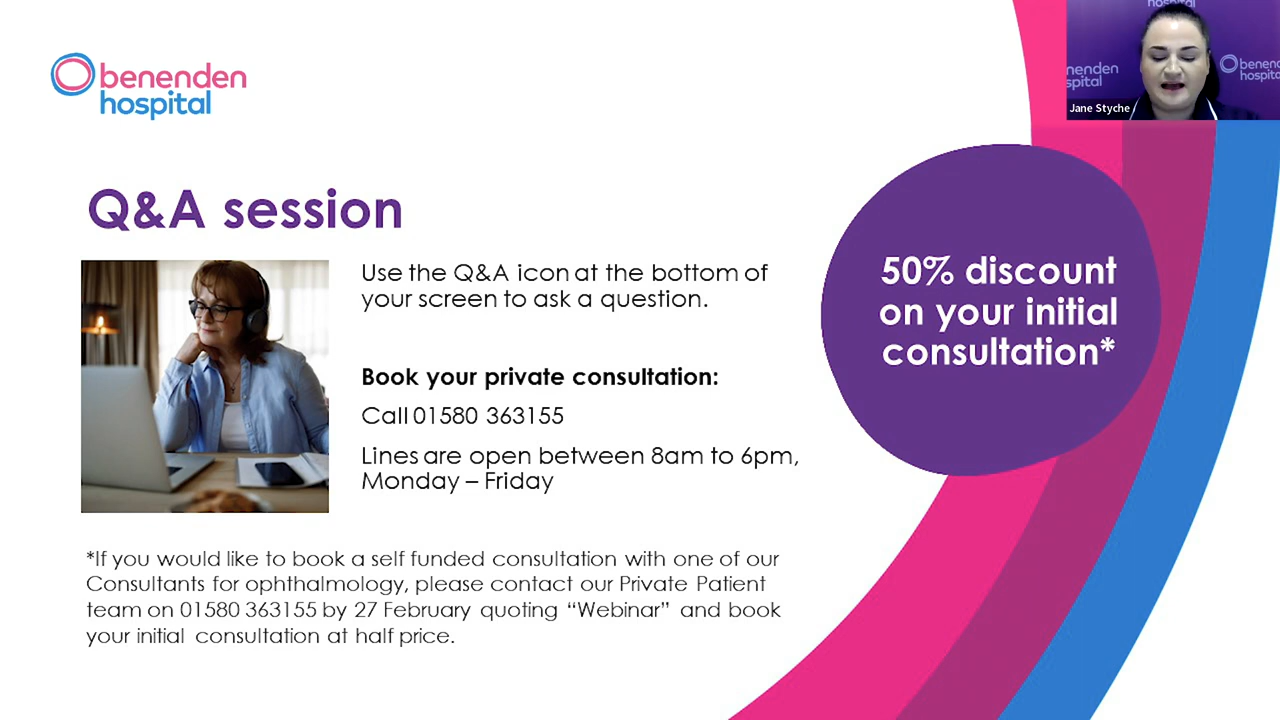 benenden
hospital
hospital
nenden
spital
benend
hospita
Jane Styche
Q&A session
Use the Q&A icon at the bottom of
your screen to ask a question.
Book your private consultation:
Call 01580 363155
Lines are open between 8am to 6pm,
Monday – Friday
50% discount
on your initial
consultation*
*If you would like to book a self funded consultation with one of our
Consultants for ophthalmology, please contact our Private Patient
team on 01580 363155 by 27 February quoting “Webinar” and book
your initial consultation at half price.